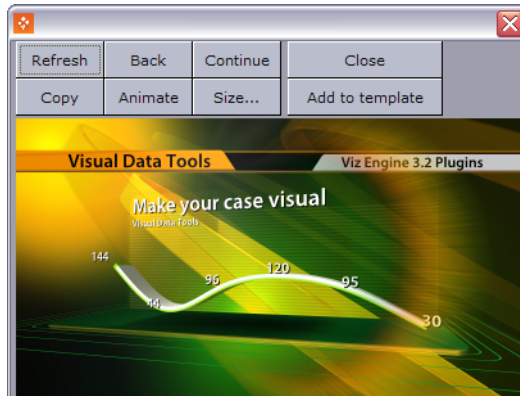 Refresh Back Continue Close
Copy Animate Size... Add to template
Visual Data Tools Viz Engine 3.2 Plugins
Make your case visual
Visual Data Tools
144
44
96
120
95
30